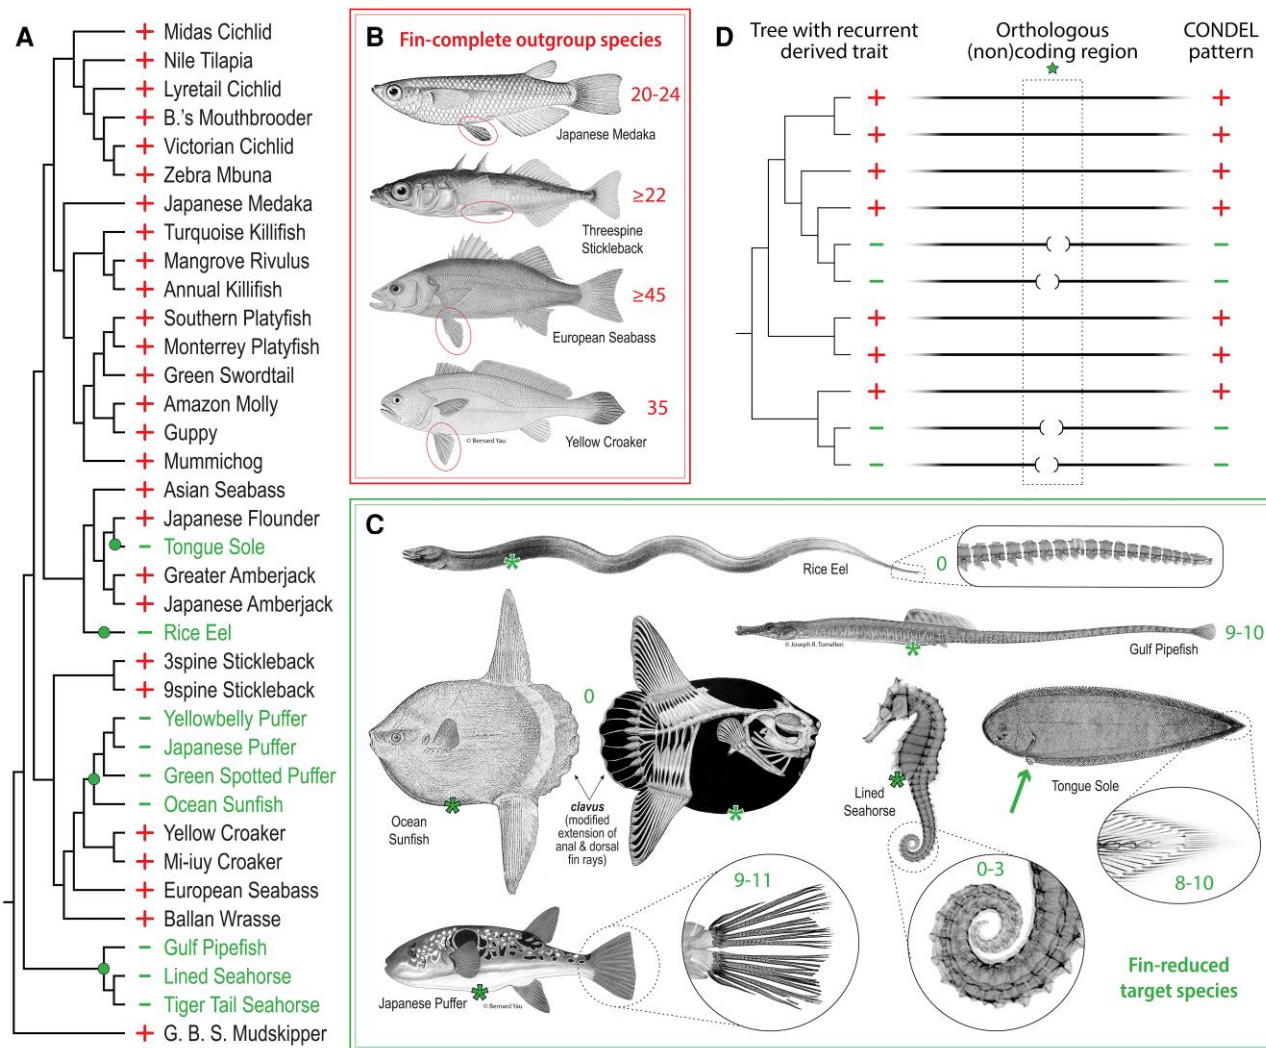 A
+ Midas Cichlid
+ Nile Tilapia
+ Lyretail Cichlid
+ B.'s Mouthbrooder
+ Victorian Cichlid
+ Zebra Mbuna
+ Japanese Medaka
+ Turquoise Killifish
+ Mangrove Rivulus
+ Annual Killifish
+ Southern Platyfish
+ Monterrey Platyfish
+ Green Swordtail
+ Amazon Molly
+ Guppy
+ Mummichog
+ Asian Seabass
+ Japanese Flounder
− Tongue Sole
+ Greater Amberjack
+ Japanese Amberjack
− Rice Eel
+ 3spine Stickleback
+ 9spine Stickleback
− Yellowbelly Puffer
− Japanese Puffer
− Green Spotted Puffer
− Ocean Sunfish
+ Yellow Croaker
+ Mi-iuy Croaker
+ European Seabass
+ Ballan Wrasse
− Gulf Pipefish
− Lined Seahorse
− Tiger Tail Seahorse
+ G. B. S. Mudskipper
B
Fin-complete outgroup species
20-24
Japanese Medaka
≥22
Threespine
Stickleback
≥45
European Seabass
35
© Bernard Yau
Yellow Croaker
D
Tree with recurrent
derived trait
Orthologous
(non)coding region
CONDEL
pattern
+ +
+ +
+ +
+ +
− ( ) −
− ( ) −
+ +
+ +
+ +
− ( ) −
− ( ) −
C
Rice Eel
0
© Joseph R. Tomelleri
Gulf Pipefish
9-10
0
Ocean
Sunfish
clavus
(modified
extension of
anal & dorsal
fin rays)
Lined
Seahorse
Tongue Sole
8-10
0-3
9-11
Japanese Puffer
© Bernard Yau
Fin-reduced
target species